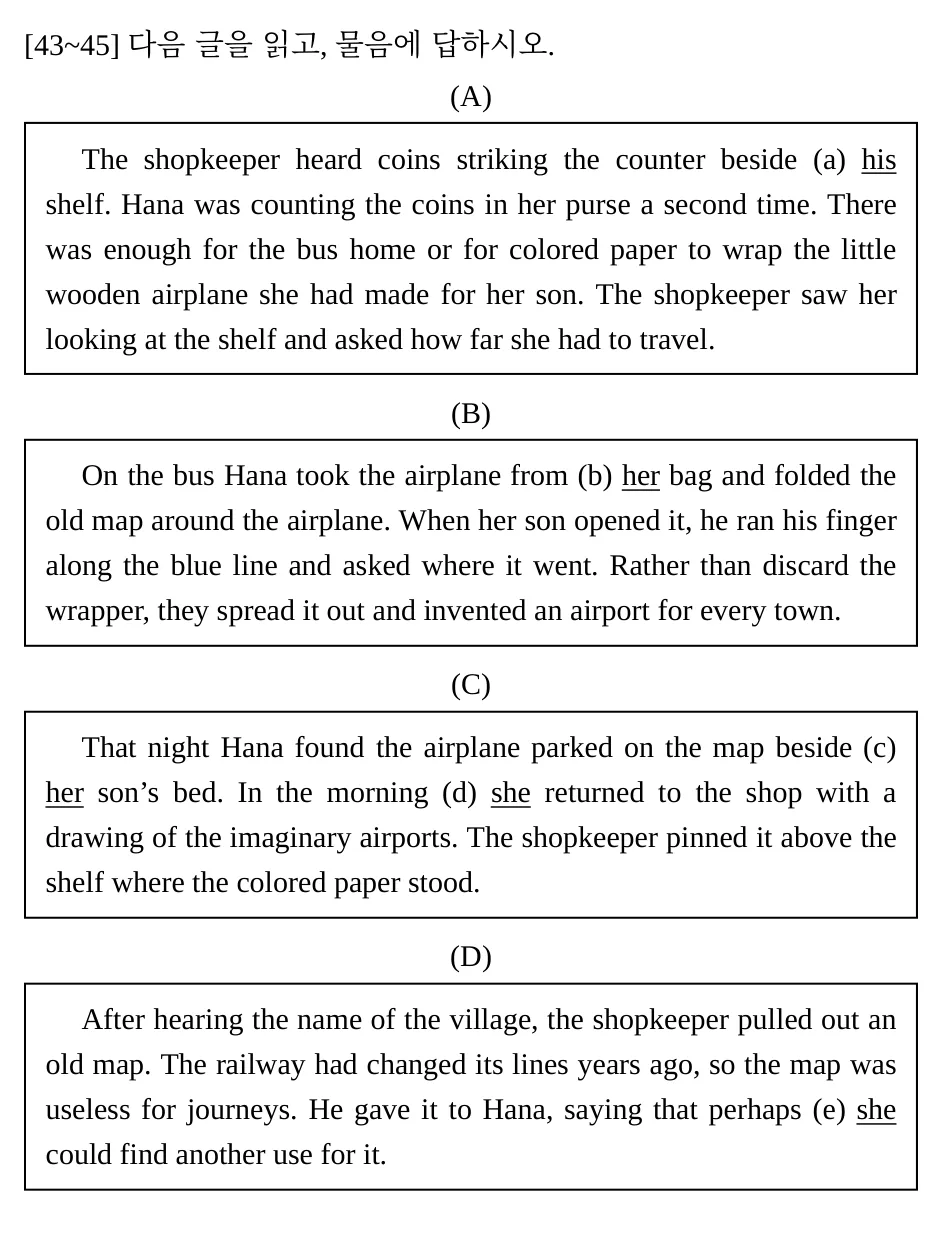 [43~45] 다음 글을 읽고, 물음에 답하시오.
(A)
The shopkeeper heard coins striking the counter beside (a) his
shelf. Hana was counting the coins in her purse a second time. There
was enough for the bus home or for colored paper to wrap the little
wooden airplane she had made for her son. The shopkeeper saw her
looking at the shelf and asked how far she had to travel.
(B)
On the bus Hana took the airplane from (b) her bag and folded the
old map around the airplane. When her son opened it, he ran his finger
along the blue line and asked where it went. Rather than discard the
wrapper, they spread it out and invented an airport for every town.
(C)
That night Hana found the airplane parked on the map beside (c)
her son’s bed. In the morning (d) she returned to the shop with a
drawing of the imaginary airports. The shopkeeper pinned it above the
shelf where the colored paper stood.
(D)
After hearing the name of the village, the shopkeeper pulled out an
old map. The railway had changed its lines years ago, so the map was
useless for journeys. He gave it to Hana, saying that perhaps (e) she
could find another use for it.